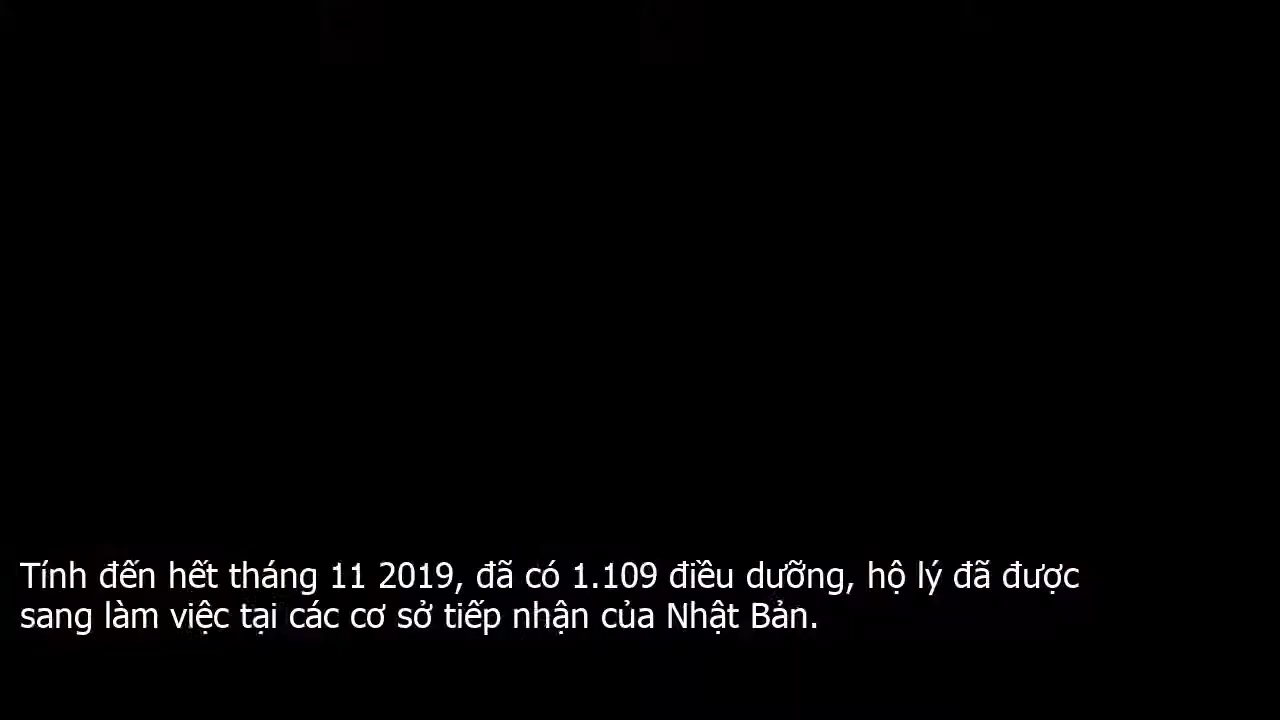 Tính đến hết tháng 11 2019, đã có 1.109 điều dưỡng, hộ lý đã được
sang làm việc tại các cơ sở tiếp nhận của Nhật Bản.